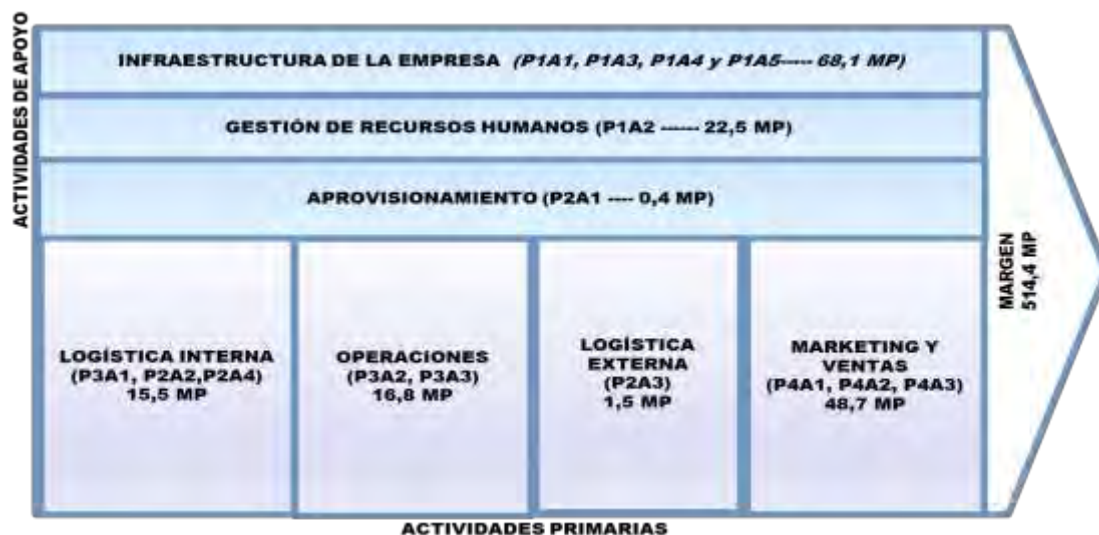 ACTIVIDADES DE APOYO
INFRAESTRUCTURA DE LA EMPRESA (P1A1, P1A3, P1A4 y P1A5----- 68,1 MP)
GESTIÓN DE RECURSOS HUMANOS (P1A2 ------ 22,5 MP)
APROVISIONAMIENTO (P2A1 ---- 0,4 MP)
LOGÍSTICA INTERNA
(P3A1, P2A2,P2A4)
15,5 MP
OPERACIONES
(P3A2, P3A3)
16,8 MP
LOGÍSTICA
EXTERNA
(P2A3)
1,5 MP
MARKETING Y
VENTAS
(P4A1, P4A2, P4A3)
48,7 MP
MARGEN
514,4 MP
ACTIVIDADES PRIMARIAS